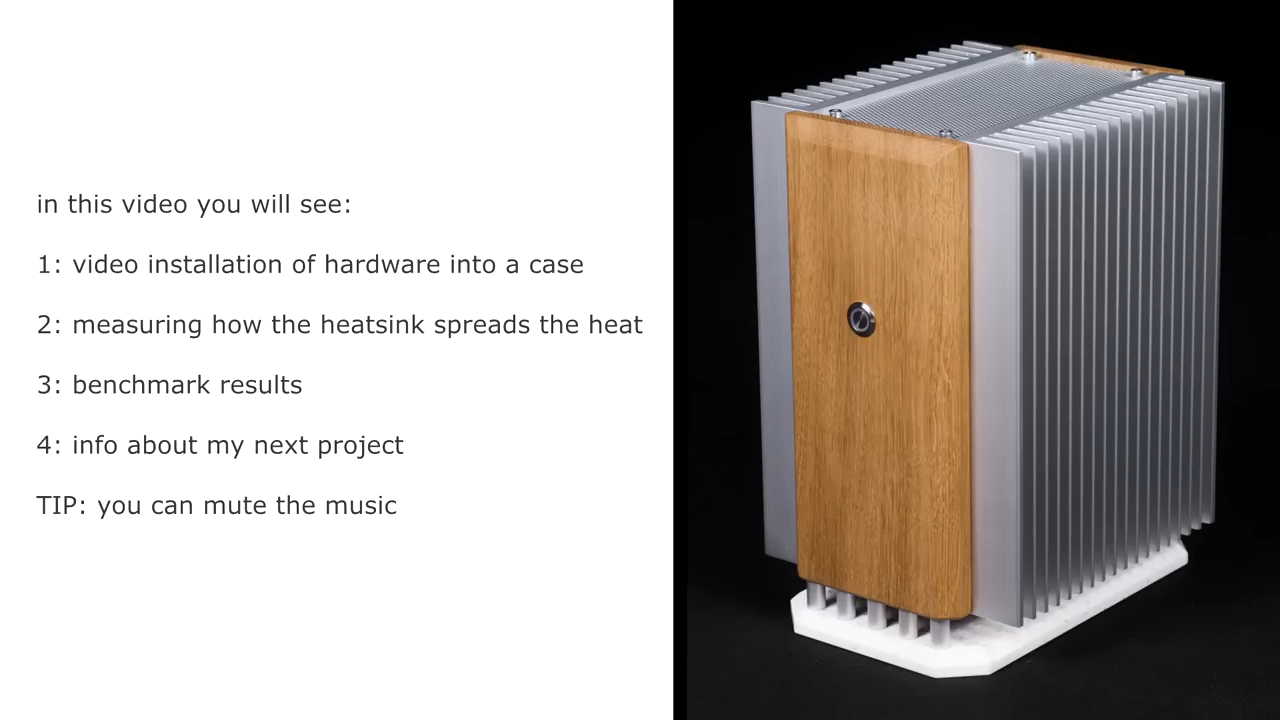 in this video you will see:
1: video installation of hardware into a case
2: measuring how the heatsink spreads the heat
3: benchmark results
4: info about my next project
TIP: you can mute the music